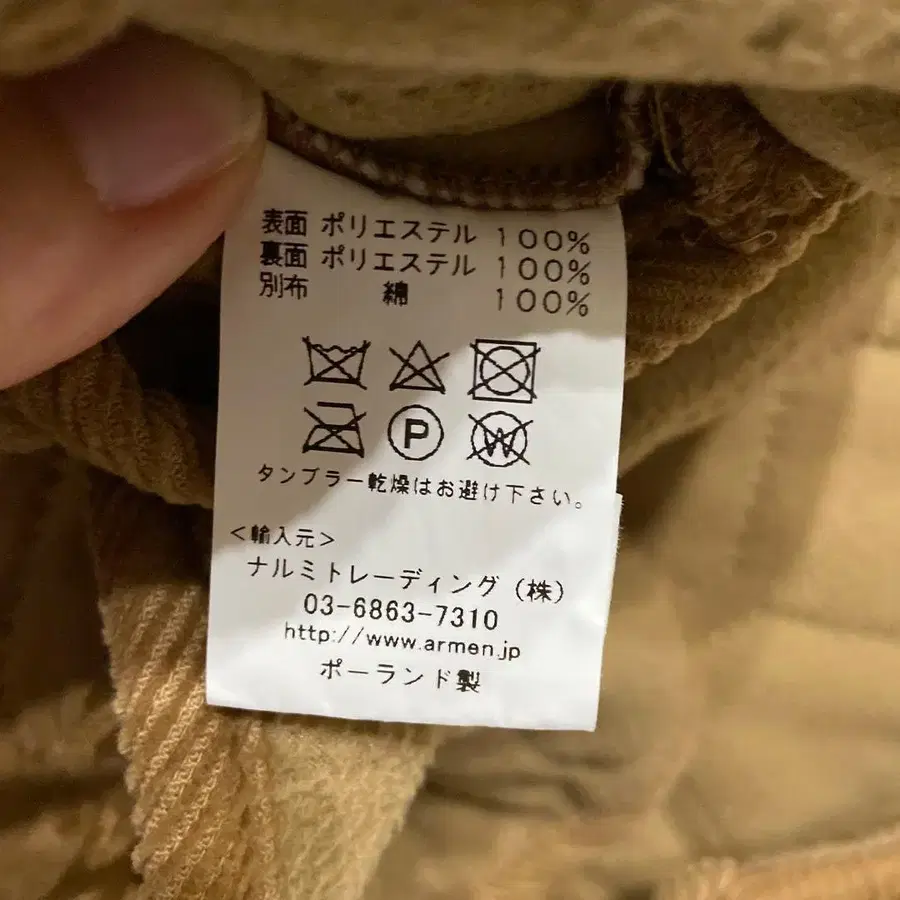 表面 ポリエステル 100%
裏面 ポリエステル 100%
別布 綿 100%
P
W
タンブラー乾燥はお避け下さい。
<輸入元>
ナルミトレーディング(株)
03-6863-7310
http://www.armen.jp
ポーランド製